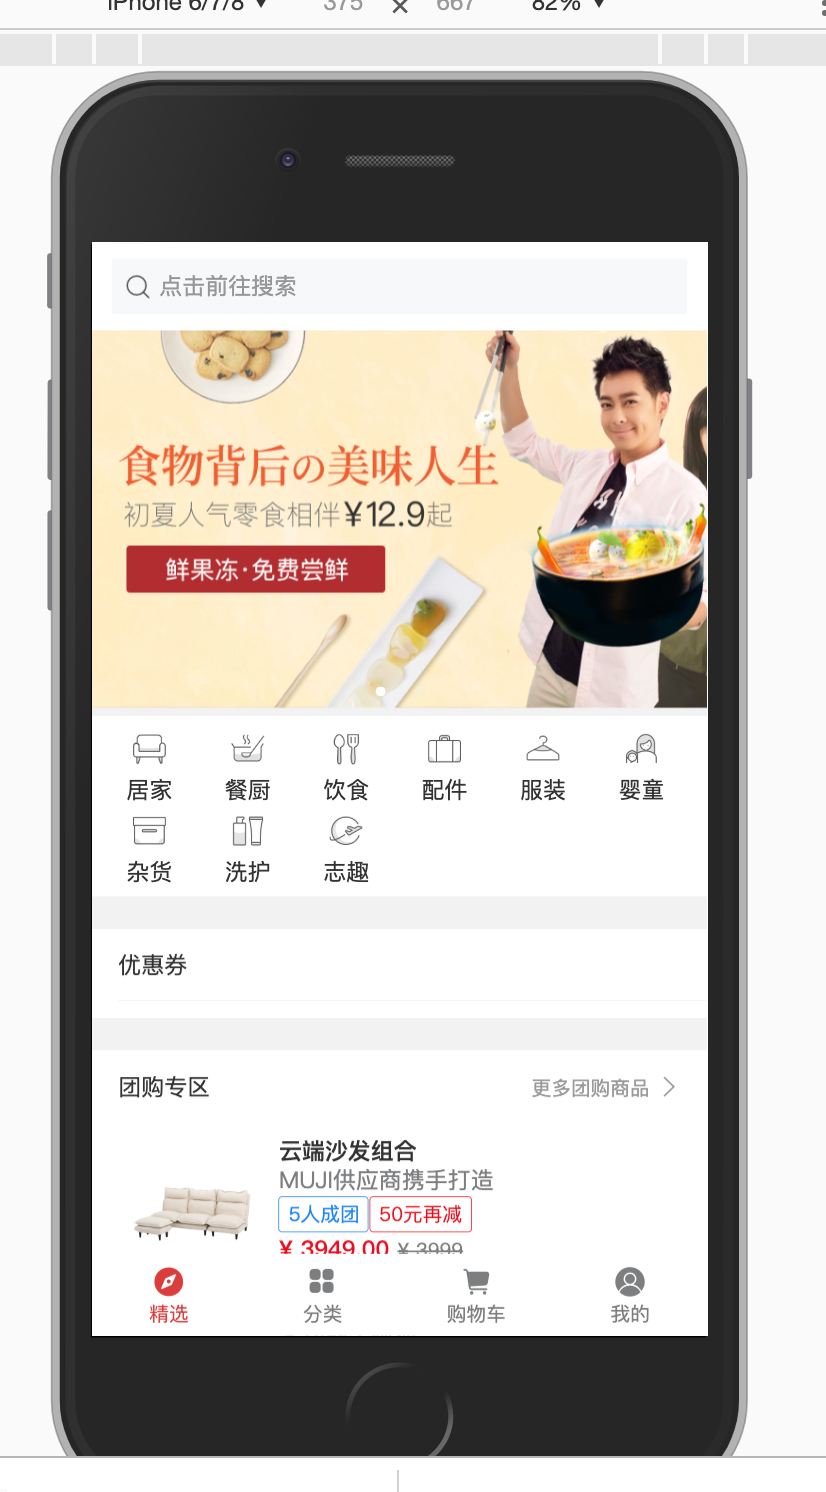 iPhone 6/7/8 ▼ 375 × 667 82% ▼
点击前往搜索
食物背后の美味人生
初夏人气零食相伴¥12.9起
鲜果冻·免费尝鲜
居家 餐厨 饮食 配件 服装 婴童
杂货 洗护 志趣
优惠券
团购专区 更多团购商品
云端沙发组合
MUJI供应商携手打造
5人成团 50元再减
¥ 3949.00 ¥ 3999
精选 分类 购物车 我的